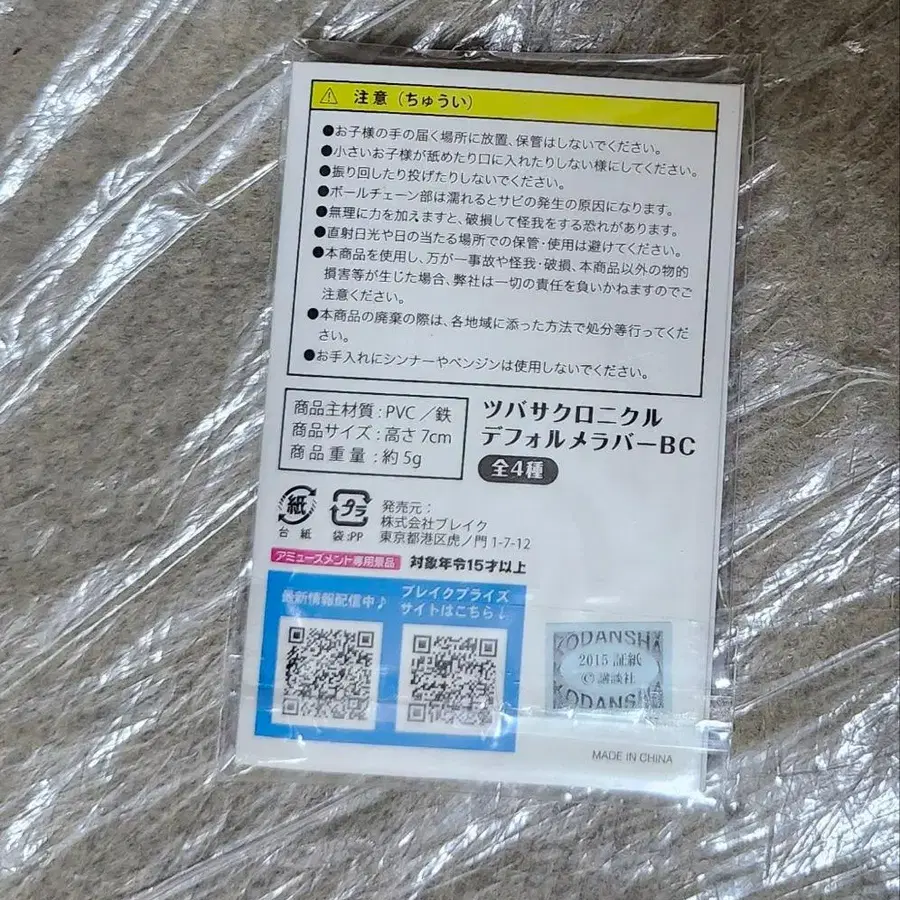 注意(ちゅうい)
●お子様の手の届く場所に放置、保管はしないでください。
●小さいお子様が舐めたり口に入れたりしない様にしてください。
●振り回したり投げたりしないでください。
●ボールチェーン部は濡れるとサビの発生の原因になります。
●無理に力を加えますと、破損して怪我をする恐れがあります。
●直射日光や日の当たる場所での保管・使用は避けてください。
●本商品を使用し、万が一事故や怪我・破損、本商品以外の物的
損害等が生じた場合、弊社は一切の責任を負いかねますのでご
注意ください。
●本商品の廃棄の際は、各地域に添った方法で処分等行ってくだ
さい。
●お手入れにシンナーやベンジンは使用しないでください。
商品主材質:PVC/鉄
商品サイズ:高さ7cm
商品重量:約5g
ツバサクロニクル
デフォルメラバーBC
全4種
紙
台紙
プラ
袋:PP
発売元:
株式会社ブレイク
東京都港区虎ノ門1-7-12
アミューズメント専用景品
対象年令15才以上
最新情報配信中♪
ブレイクプライズ
サイトはこちら↓
KODANSHA
2015 証紙
©講談社
KODANSHA
MADE IN CHINA